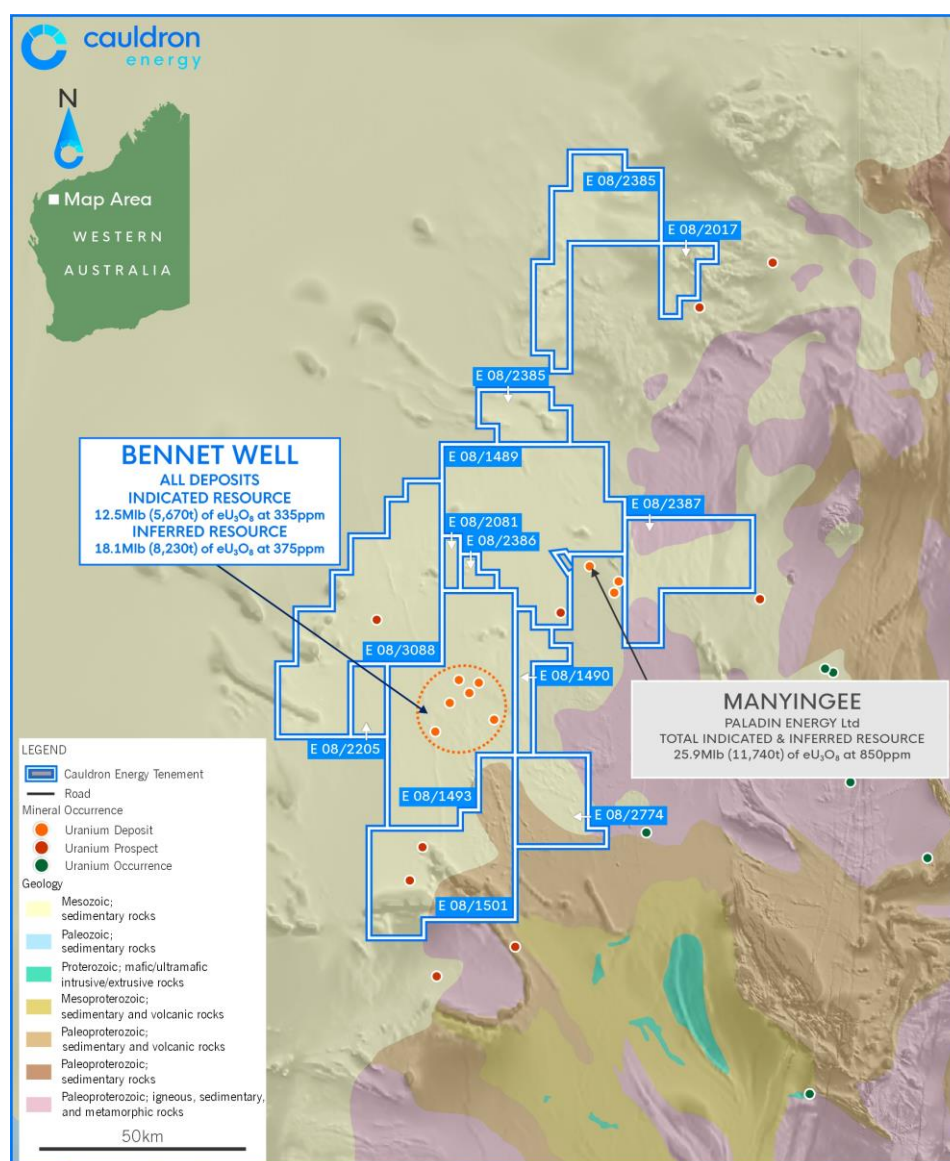 cauldron
energy
N
Map Area
WESTERN
AUSTRALIA
E 08/2385
E 08/2017
E 08/2385
E 08/1489
BENNET WELL
ALL DEPOSITS
INDICATED RESOURCE
12.5Mlb (5,670t) of eU₃O₈ at 335ppm
INFERRED RESOURCE
18.1Mlb (8,230t) of eU₃O₈ at 375ppm
E 08/2387
E 08/2081
E 08/2386
E 08/3088
E 08/1490
MANYINGEE
PALADIN ENERGY Ltd
TOTAL INDICATED & INFERRED RESOURCE
25.9Mlb (11,740t) of eU₃O₈ at 850ppm
E 08/2205
E 08/1493
E 08/2774
E 08/1501
LEGEND
Cauldron Energy Tenement
Road
Mineral Occurrence
Uranium Deposit
Uranium Prospect
Uranium Occurrence
Geology
Mesozoic;
sedimentary rocks
Paleozoic;
sedimentary rocks
Proterozoic; mafic/ultramafic
intrusive/extrusive rocks
Mesoproterozoic;
sedimentary and volcanic rocks
Paleoproterozoic;
sedimentary and volcanic rocks
Paleoproterozoic;
sedimentary rocks
Paleoproterozoic; igneous, sedimentary,
and metamorphic rocks
50km